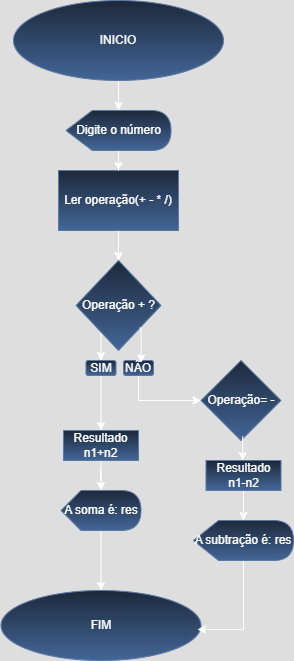 INICIO
Digite o número
Ler operação(+ - * /)
Operação + ?
SIM
NÃO
Operação= -
Resultado
n1+n2
Resultado
n1-n2
A soma é: res
A subtração é: res
FIM